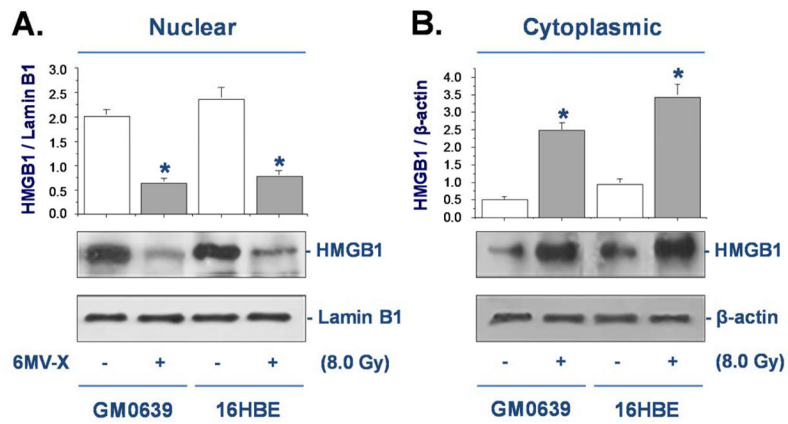 A.
Nuclear
HMGB1 / Lamin B1
3.0
2.5
2.0
1.5
1.0
0.5
0.0
*
*
HMGB1
Lamin B1
6MV-X - + - + (8.0 Gy)
GM0639 16HBE
B.
Cytoplasmic
HMGB1 / β-actin
4.0
3.5
3.0
2.5
2.0
1.5
1.0
0.5
0.0
*
*
HMGB1
β-actin
- + - + (8.0 Gy)
GM0639 16HBE